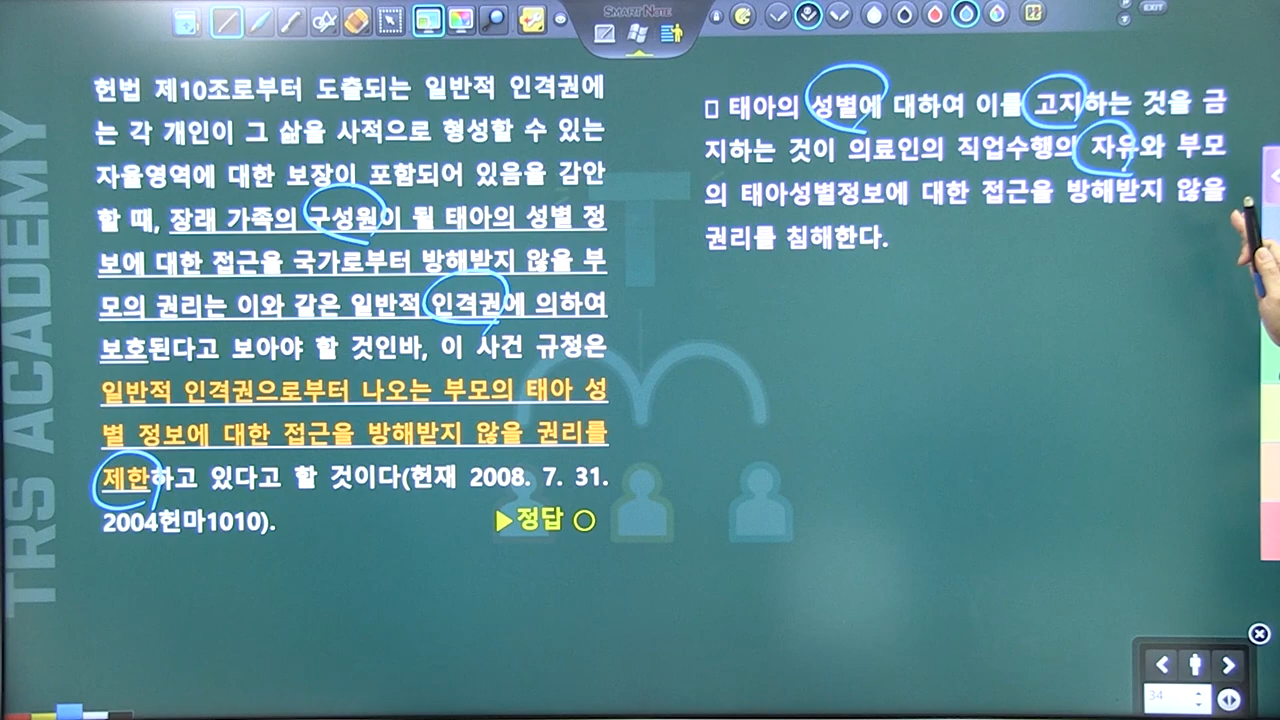 SMART NOTE
EXIT
헌법 제10조로부터 도출되는 일반적 인격권에
는 각 개인이 그 삶을 사적으로 형성할 수 있는
자율영역에 대한 보장이 포함되어 있음을 감안
할 때, 장래 가족의 구성원이 될 태아의 성별 정
보에 대한 접근을 국가로부터 방해받지 않을 부
모의 권리는 이와 같은 일반적 인격권에 의하여
보호된다고 보아야 할 것인바, 이 사건 규정은
일반적 인격권으로부터 나오는 부모의 태아 성
별 정보에 대한 접근을 방해받지 않을 권리를
제한하고 있다고 할 것이다(헌재 2008. 7. 31.
2004헌마1010).
▶정답 ○
▯ 태아의 성별에 대하여 이를 고지하는 것을 금
지하는 것이 의료인의 직업수행의 자유와 부모
의 태아성별정보에 대한 접근을 방해받지 않을
권리를 침해한다.
TRS ACADEMY
34